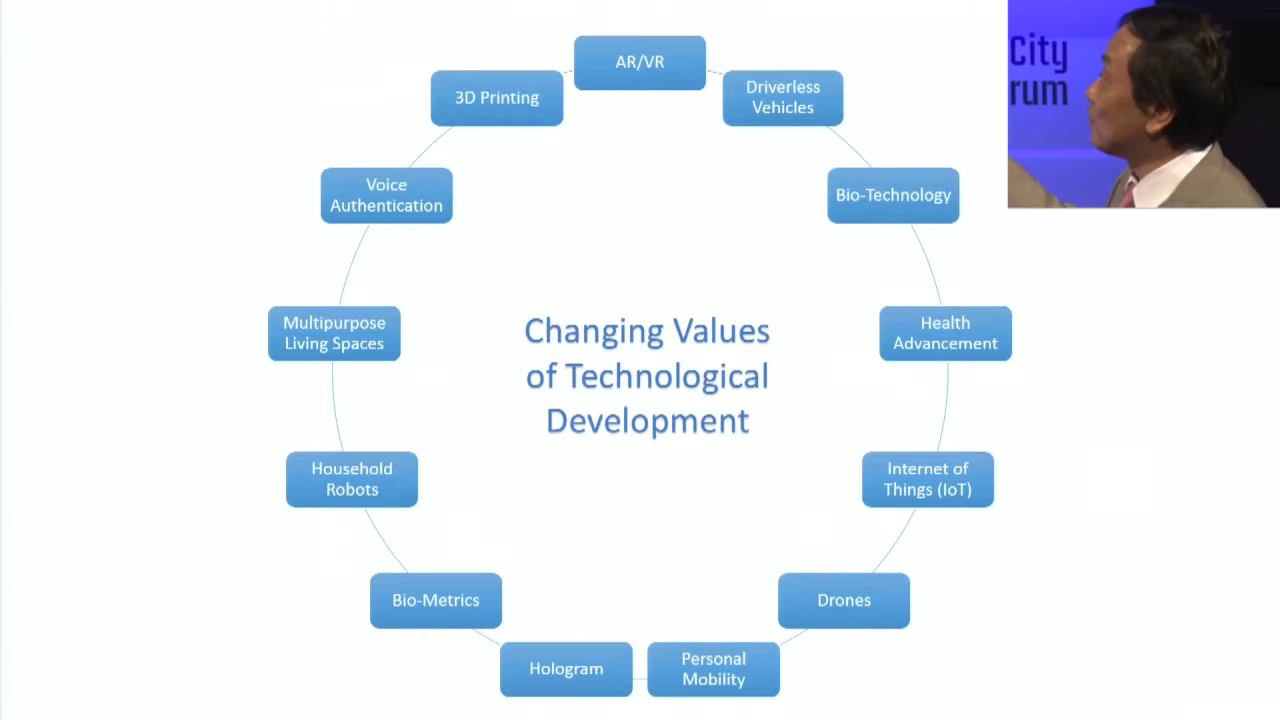 AR/VR
Driverless
Vehicles
Bio-Technology
Health
Advancement
Internet of
Things (IoT)
Drones
Personal
Mobility
Hologram
Bio-Metrics
Household
Robots
Multipurpose
Living Spaces
Voice
Authentication
3D Printing
Changing Values
of Technological
Development
City
rum